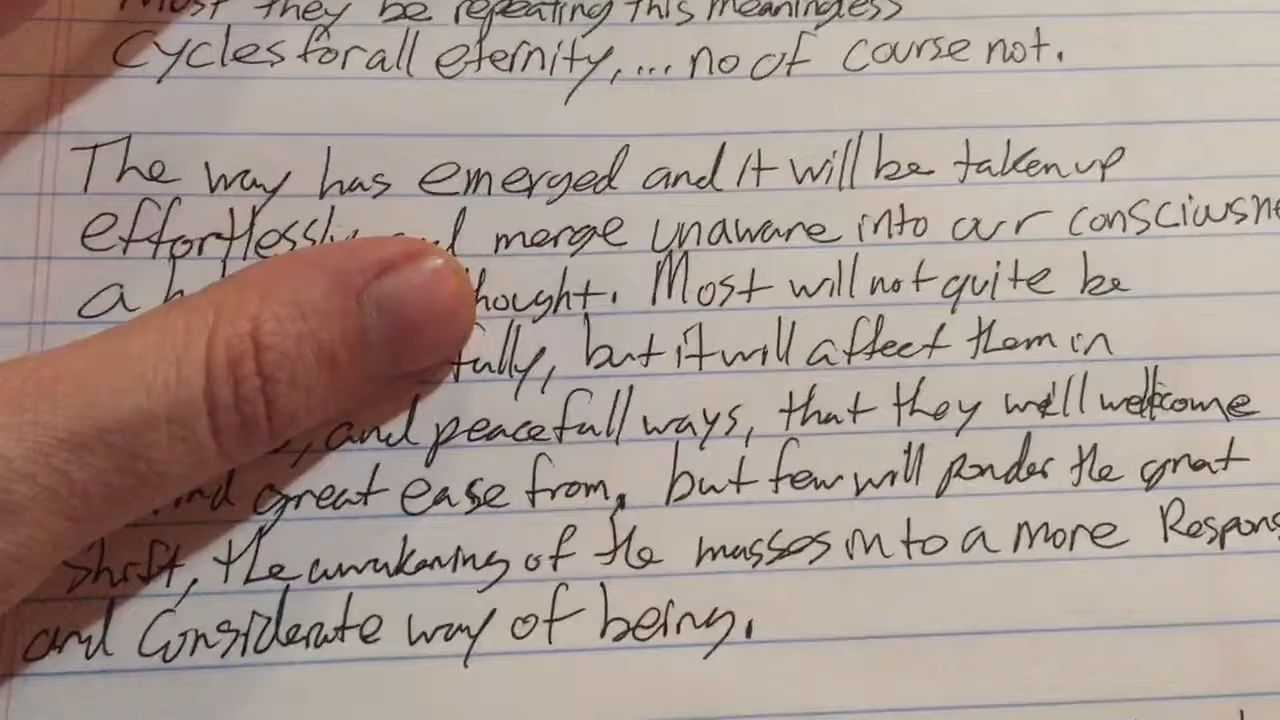 Must they be repeating this meaningless
Cycles for all eternity,... no of course not.
The way has emerged and it will be taken up
effortlessly and merge unaware into our
a thought. Most will not quite be
fully, but it will affect them in
, and peacefull ways, that they will welcome
and great ease from, but few will ponder the great
shift, the awakening of the masses into a more
and Considerate way of being.